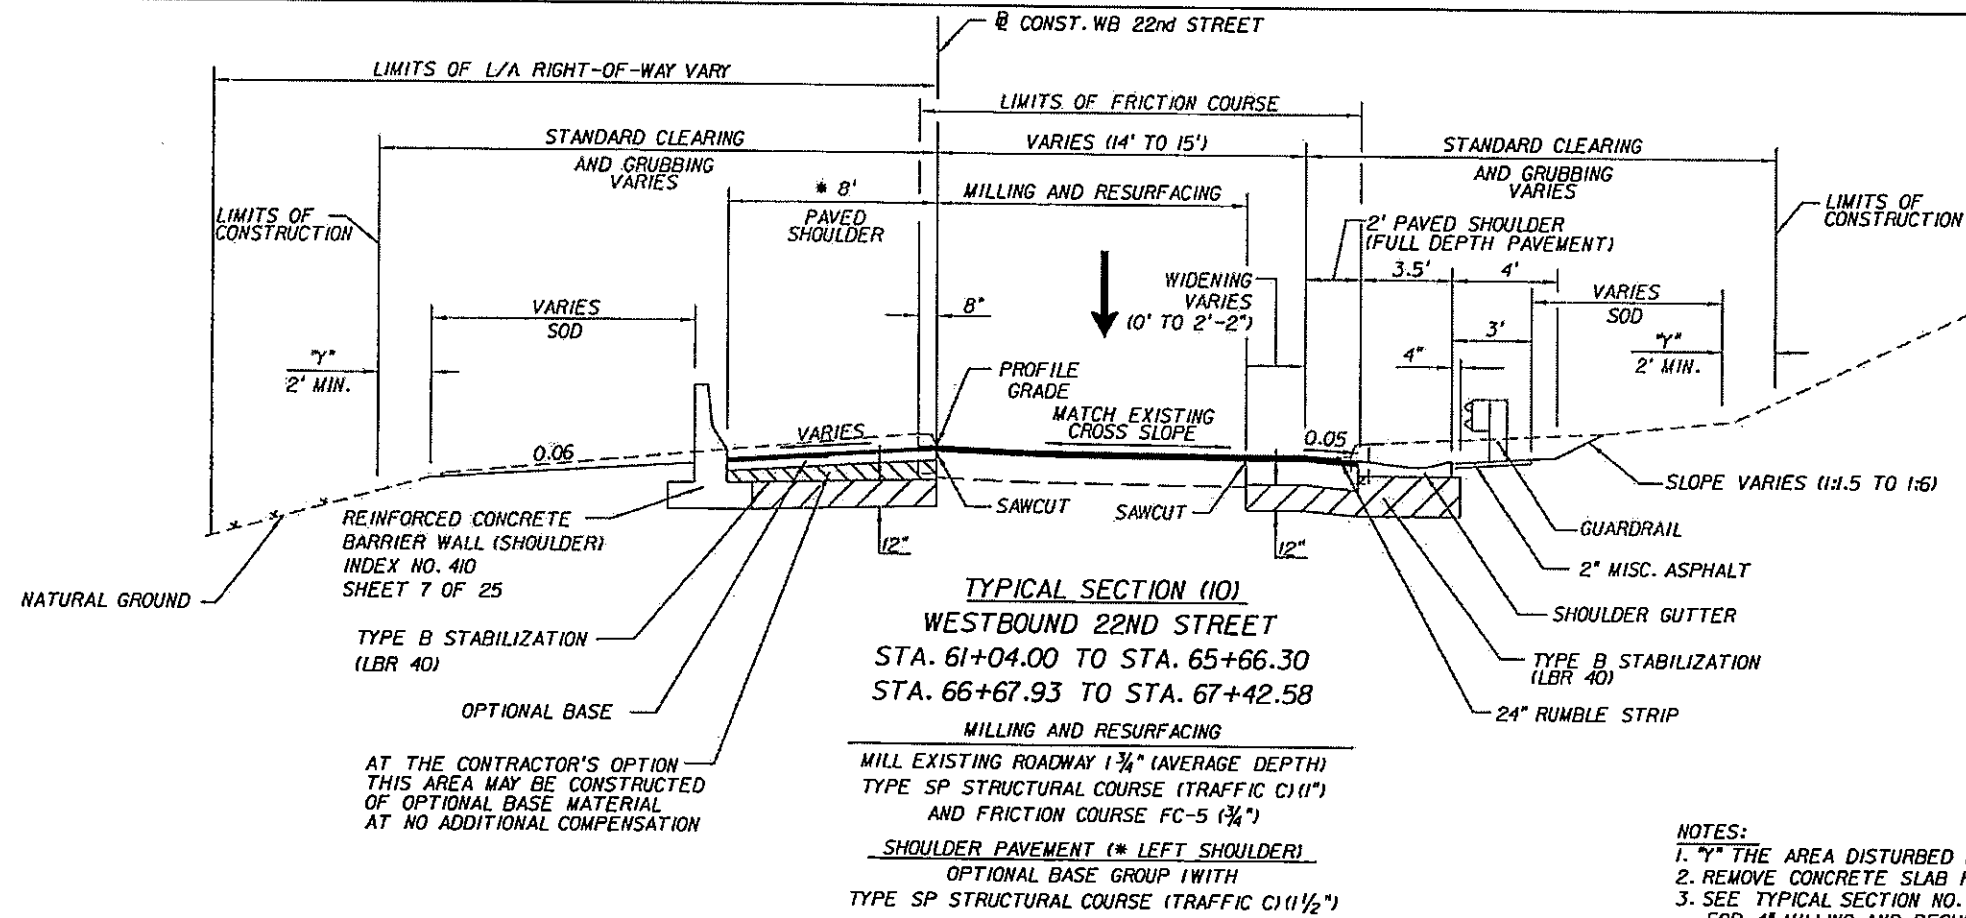 ℄ CONST. WB 22nd STREET
LIMITS OF L/A RIGHT-OF-WAY VARY
LIMITS OF FRICTION COURSE
STANDARD CLEARING
AND GRUBBING
VARIES
VARIES (14' TO 15')
STANDARD CLEARING
AND GRUBBING
VARIES
* 8'
PAVED
SHOULDER
MILLING AND RESURFACING
LIMITS OF
CONSTRUCTION
LIMITS OF
CONSTRUCTION
2' PAVED SHOULDER
(FULL DEPTH PAVEMENT)
3.5'
4'
WIDENING
VARIES
(0' TO 2'-2")
8"
VARIES
SOD
VARIES
SOD
3'
"Y"
2' MIN.
"Y"
2' MIN.
4"
PROFILE
GRADE
MATCH EXISTING
CROSS SLOPE
VARIES
0.06
0.05
SLOPE VARIES (1:1.5 TO 1:6)
SAWCUT
SAWCUT
GUARDRAIL
REINFORCED CONCRETE
BARRIER WALL (SHOULDER)
INDEX NO. 410
SHEET 7 OF 25
12"
12"
2" MISC. ASPHALT
NATURAL GROUND
SHOULDER GUTTER
TYPE B STABILIZATION
(LBR 40)
TYPE B STABILIZATION
(LBR 40)
OPTIONAL BASE
24" RUMBLE STRIP
AT THE CONTRACTOR'S OPTION
THIS AREA MAY BE CONSTRUCTED
OF OPTIONAL BASE MATERIAL
AT NO ADDITIONAL COMPENSATION
TYPICAL SECTION (10)
WESTBOUND 22ND STREET
STA. 61+04.00 TO STA. 65+66.30
STA. 66+67.93 TO STA. 67+42.58
MILLING AND RESURFACING
MILL EXISTING ROADWAY 1 3/4" (AVERAGE DEPTH)
TYPE SP STRUCTURAL COURSE (TRAFFIC C) (1")
AND FRICTION COURSE FC-5 (3/4")
SHOULDER PAVEMENT (* LEFT SHOULDER)
OPTIONAL BASE GROUP 1 WITH
TYPE SP STRUCTURAL COURSE (TRAFFIC C) (1 1/2")
NOTES:
1. "Y" THE AREA DISTURBED
2. REMOVE CONCRETE SLAB
3. SEE TYPICAL SECTION NO.